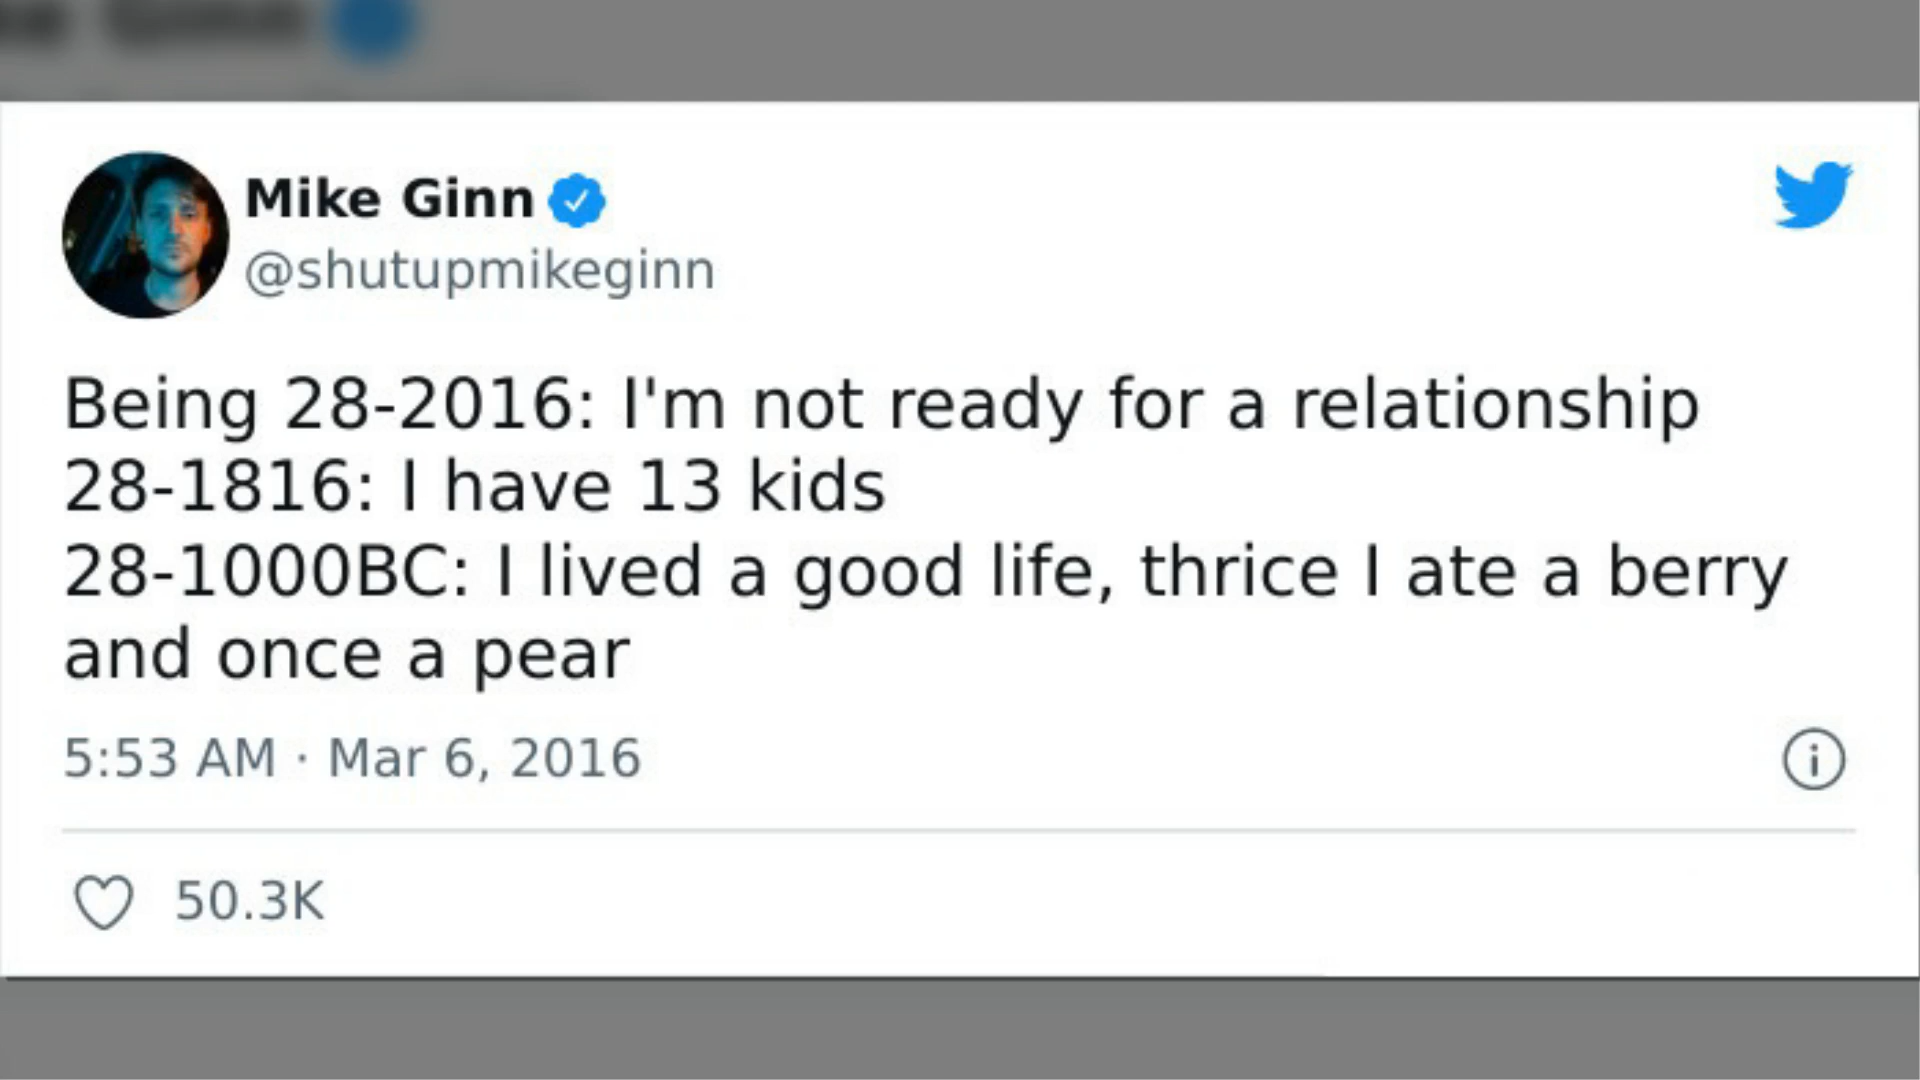 Mike Ginn
@shutupmikeginn
Being 28-2016: I'm not ready for a relationship
28-1816: I have 13 kids
28-1000BC: I lived a good life, thrice I ate a berry
and once a pear
5:53 AM · Mar 6, 2016
50.3K